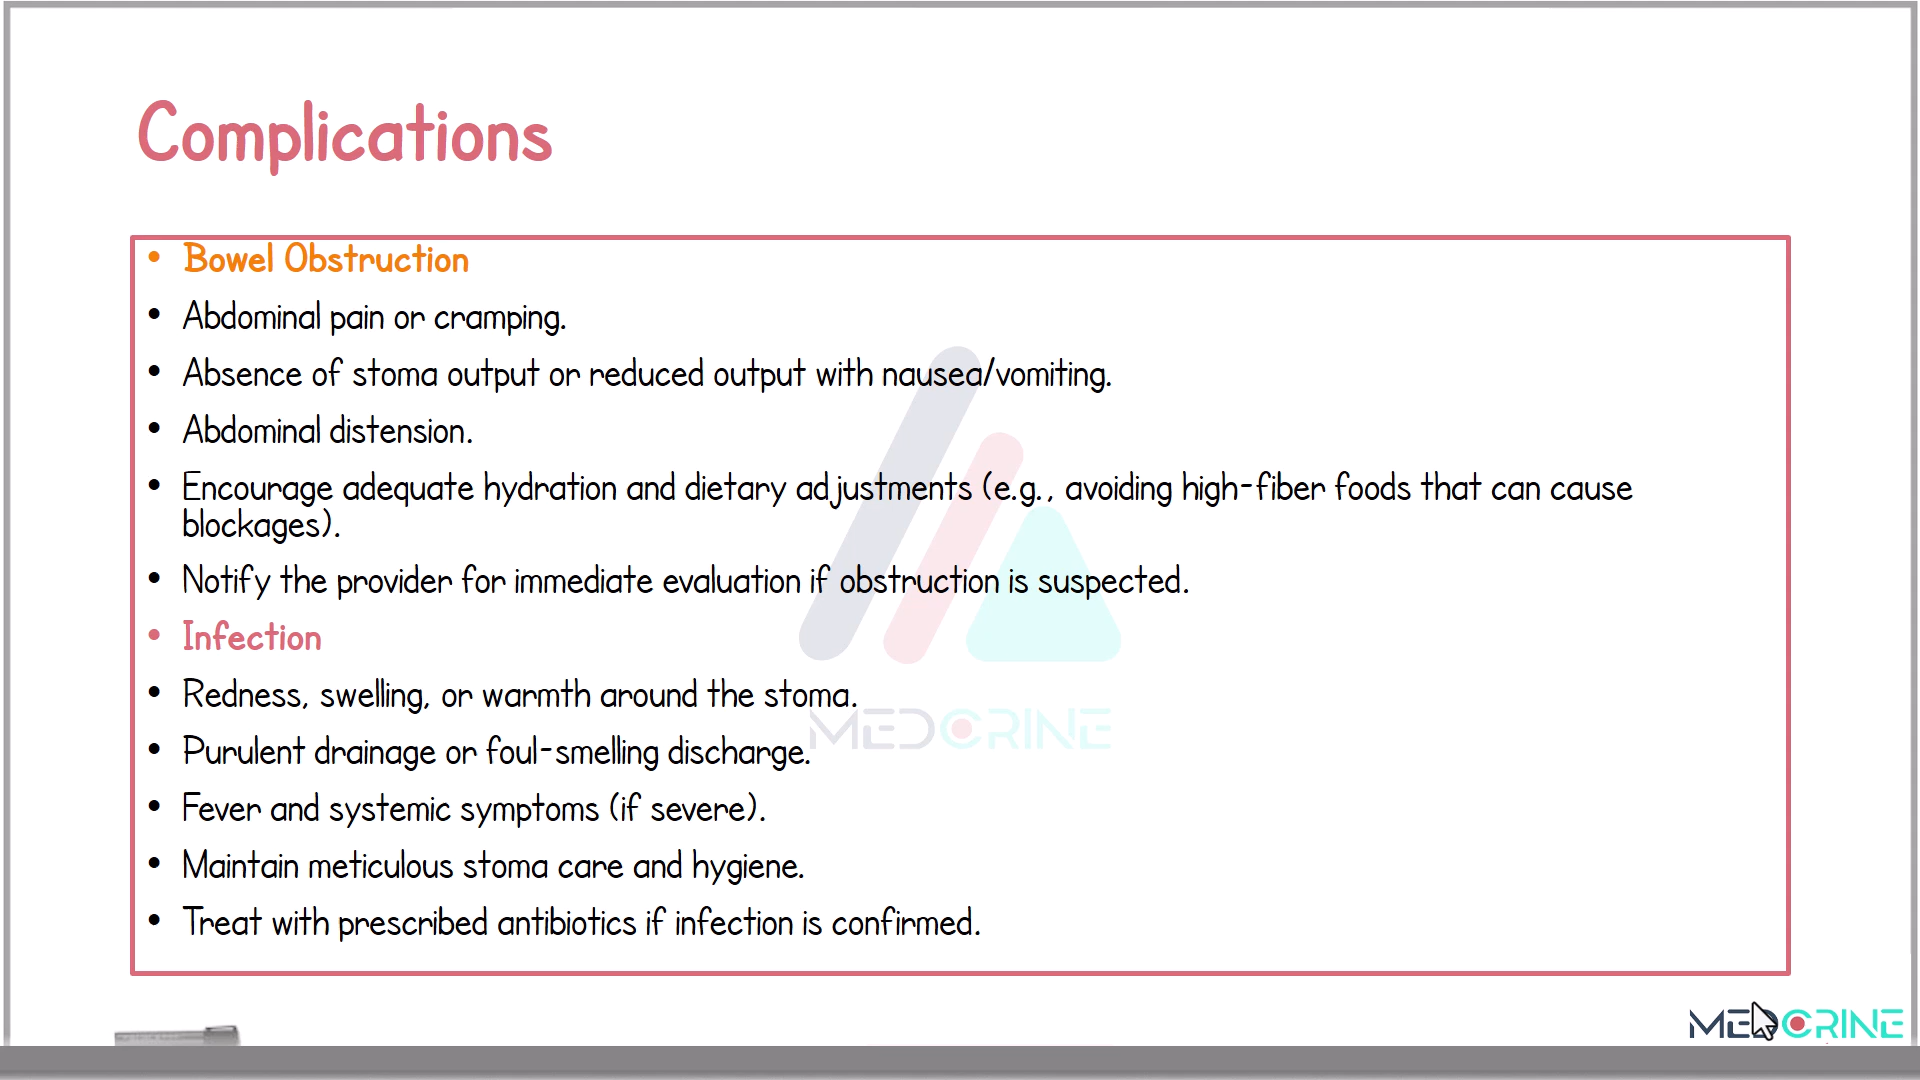 Complications
• Bowel Obstruction
• Abdominal pain or cramping.
• Absence of stoma output or reduced output with nausea/vomiting.
• Abdominal distension.
• Encourage adequate hydration and dietary adjustments (e.g., avoiding high-fiber foods that can cause
blockages).
• Notify the provider for immediate evaluation if obstruction is suspected.
• Infection
• Redness, swelling, or warmth around the stoma.
MEDCRINE
• Purulent drainage or foul-smelling discharge.
• Fever and systemic symptoms (if severe).
• Maintain meticulous stoma care and hygiene.
• Treat with prescribed antibiotics if infection is confirmed.
MEDCRINE